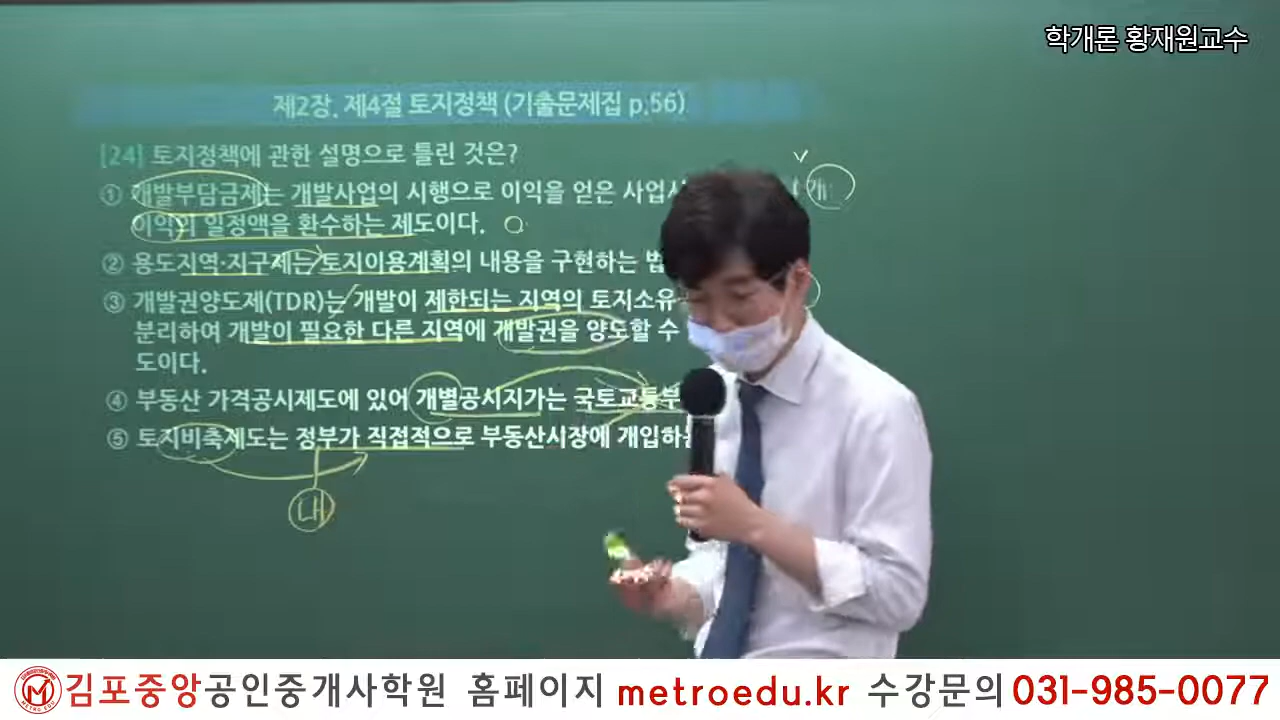 학개론 황재원교수
제2장. 제4절 토지정책 (기출문제집 p.56)
[24] 토지정책에 관한 설명으로 틀린 것은?
① 개발부담금제는 개발사업의 시행으로 이익을 얻은 사업시
이익의 일정액을 환수하는 제도이다.
② 용도지역·지구제는 토지이용계획의 내용을 구현하는 법
③ 개발권양도제(TDR)는 개발이 제한되는 지역의 토지소유
분리하여 개발이 필요한 다른 지역에 개발권을 양도할 수
도이다.
④ 부동산 가격공시제도에 있어 개별공시지가는 국토교통부
⑤ 토지비축제도는 정부가 직접적으로 부동산시장에 개입하는
METRO EDU
김포중앙공인중개사학원 홈페이지 metroedu.kr 수강문의 031-985-0077